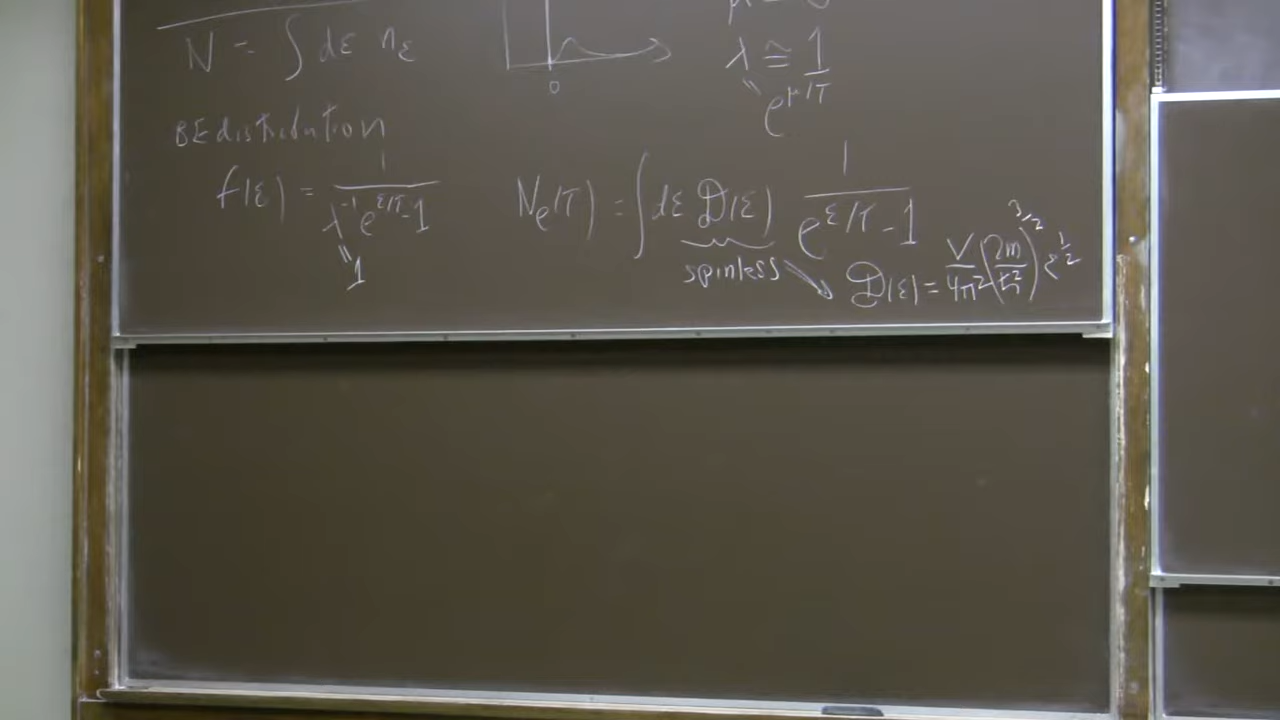 N = ∫ dε n_ε
0
λ ≅ 1
" e^{μ/τ}
BE distribution
f(ε) = 1 / (λ^{-1} e^{ε/τ} - 1)
" 1
N_e(τ) = ∫ dε D(ε) 1 / (e^{ε/τ} - 1)
spinless
D(ε) = V/4π² (2m/ħ²)^{3/2} ε^{1/2}